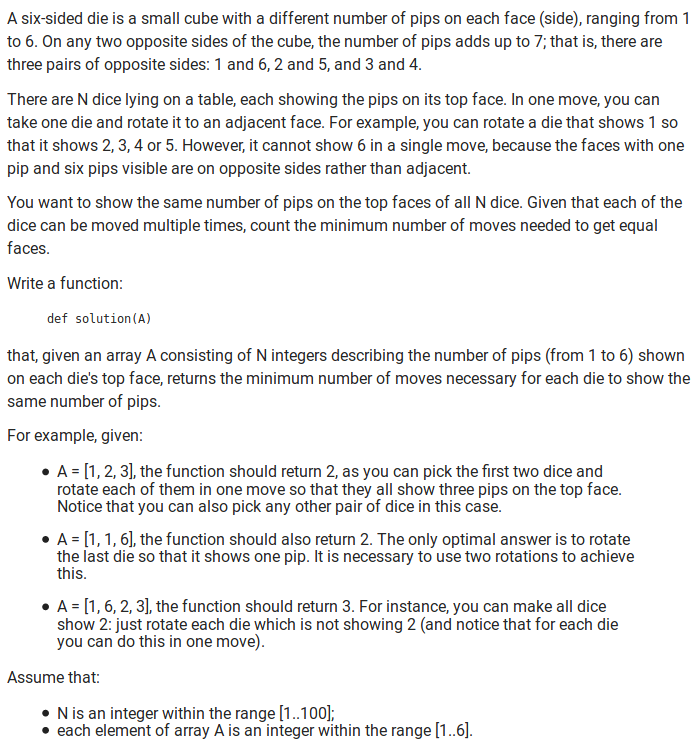 A six-sided die is a small cube with a different number of pips on each face (side), ranging from 1
to 6. On any two opposite sides of the cube, the number of pips adds up to 7; that is, there are
three pairs of opposite sides: 1 and 6, 2 and 5, and 3 and 4.
There are N dice lying on a table, each showing the pips on its top face. In one move, you can
take one die and rotate it to an adjacent face. For example, you can rotate a die that shows 1 so
that it shows 2, 3, 4 or 5. However, it cannot show 6 in a single move, because the faces with one
pip and six pips visible are on opposite sides rather than adjacent.
You want to show the same number of pips on the top faces of all N dice. Given that each of the
dice can be moved multiple times, count the minimum number of moves needed to get equal
faces.
Write a function:
def solution(A)
that, given an array A consisting of N integers describing the number of pips (from 1 to 6) shown
on each die's top face, returns the minimum number of moves necessary for each die to show the
same number of pips.
For example, given:
• A = [1, 2, 3], the function should return 2, as you can pick the first two dice and
rotate each of them in one move so that they all show three pips on the top face.
Notice that you can also pick any other pair of dice in this case.
• A = [1, 1, 6], the function should also return 2. The only optimal answer is to rotate
the last die so that it shows one pip. It is necessary to use two rotations to achieve
this.
• A = [1, 6, 2, 3], the function should return 3. For instance, you can make all dice
show 2: just rotate each die which is not showing 2 (and notice that for each die
you can do this in one move).
Assume that:
• N is an integer within the range [1..100];
• each element of array A is an integer within the range [1..6].